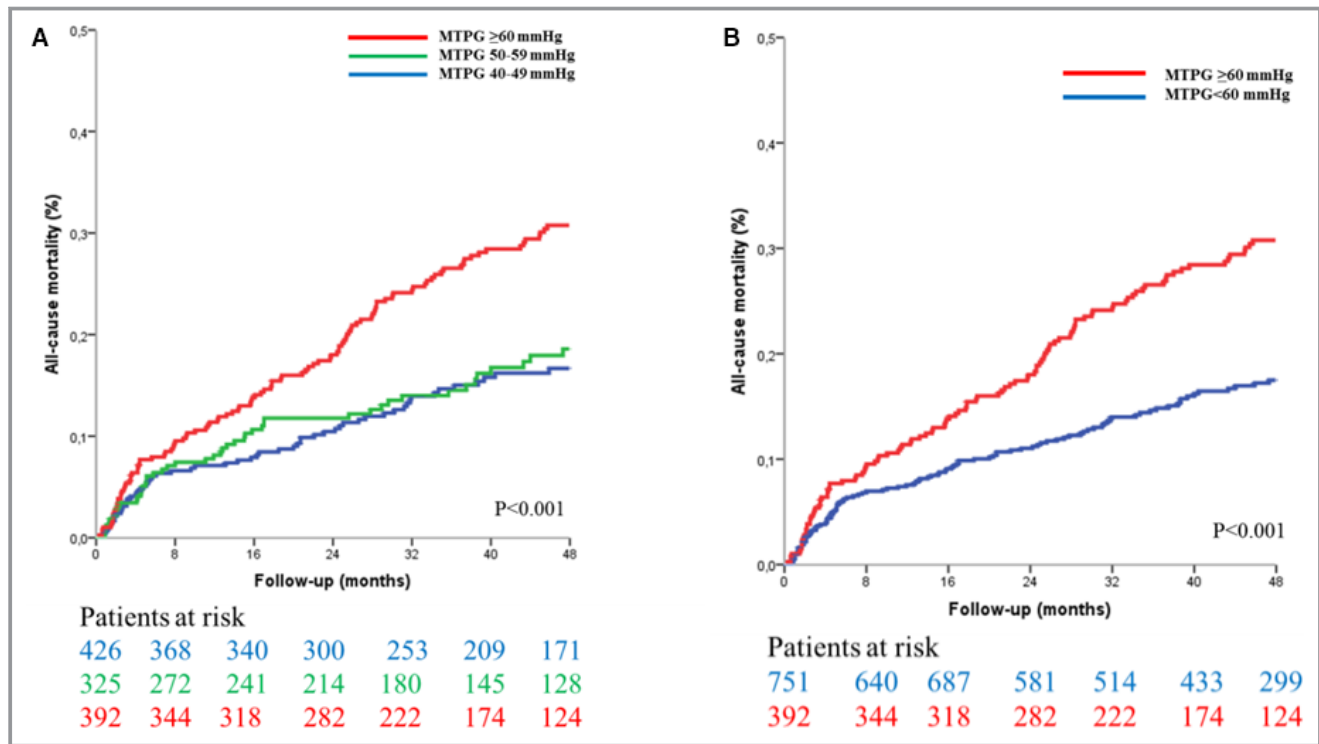 A
MTPG ≥60 mmHg
MTPG 50-59 mmHg
MTPG 40-49 mmHg
0,5
0,4
0,3
0,2
0,1
0,0
All-cause mortality (%)
P<0.001
0 8 16 24 32 40 48
Follow-up (months)
Patients at risk
426 368 340 300 253 209 171
325 272 241 214 180 145 128
392 344 318 282 222 174 124
B
MTPG ≥60 mmHg
MTPG<60 mmHg
0,5
0,4
0,3
0,2
0,1
0,0
All-cause mortality (%)
P<0.001
0 8 16 24 32 40 48
Follow-up (months)
Patients at risk
751 640 687 581 514 433 299
392 344 318 282 222 174 124